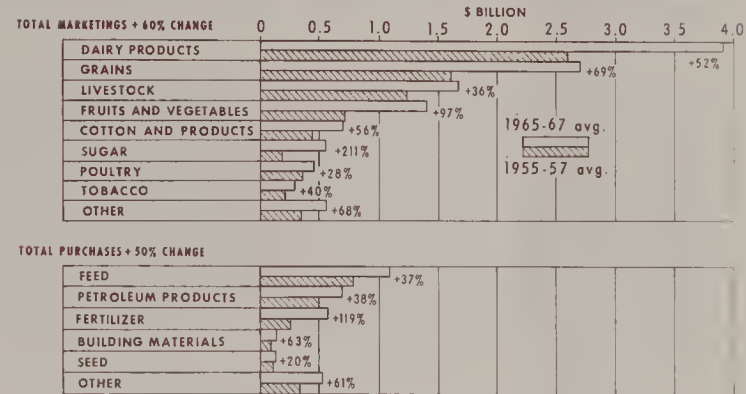 $ BILLION
TOTAL MARKETINGS + 60% CHANGE
0 0.5 1.0 1.5 2.0 2.5 3.0 3.5 4.0
DAIRY PRODUCTS +52%
GRAINS +69%
LIVESTOCK +36%
FRUITS AND VEGETABLES +97%
COTTON AND PRODUCTS +56%
1965-67 avg.
SUGAR +211%
POULTRY +28%
1955-57 avg.
TOBACCO +40%
OTHER +68%
TOTAL PURCHASES + 50% CHANGE
FEED +37%
PETROLEUM PRODUCTS +38%
FERTILIZER +119%
BUILDING MATERIALS +63%
SEED +20%
OTHER +61%